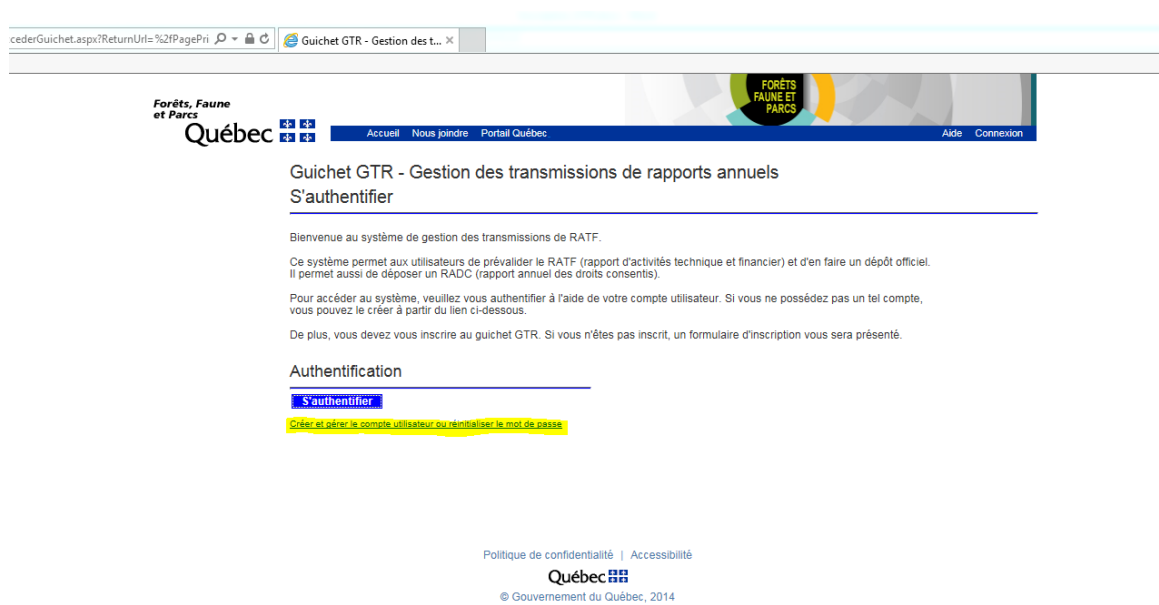 cederGuichet.aspx?ReturnUrl=%2fPagePri
Guichet GTR - Gestion des t...
FORÊTS
FAUNE ET
PARCS
Forêts, Faune
et Parcs
Québec
Accueil Nous joindre Portail Québec Aide Connexion
Guichet GTR - Gestion des transmissions de rapports annuels
S'authentifier
Bienvenue au système de gestion des transmissions de RATF.
Ce système permet aux utilisateurs de prévalider le RATF (rapport d'activités technique et financier) et d'en faire un dépôt officiel.
Il permet aussi de déposer un RADC (rapport annuel des droits consentis).
Pour accéder au système, veuillez vous authentifier à l'aide de votre compte utilisateur. Si vous ne possédez pas un tel compte,
vous pouvez le créer à partir du lien ci-dessous.
De plus, vous devez vous inscrire au guichet GTR. Si vous n'êtes pas inscrit, un formulaire d'inscription vous sera présenté.
Authentification
S'authentifier
Créer et gérer le compte utilisateur ou réinitialiser le mot de passe
Politique de confidentialité | Accessibilité
Québec
© Gouvernement du Québec, 2014